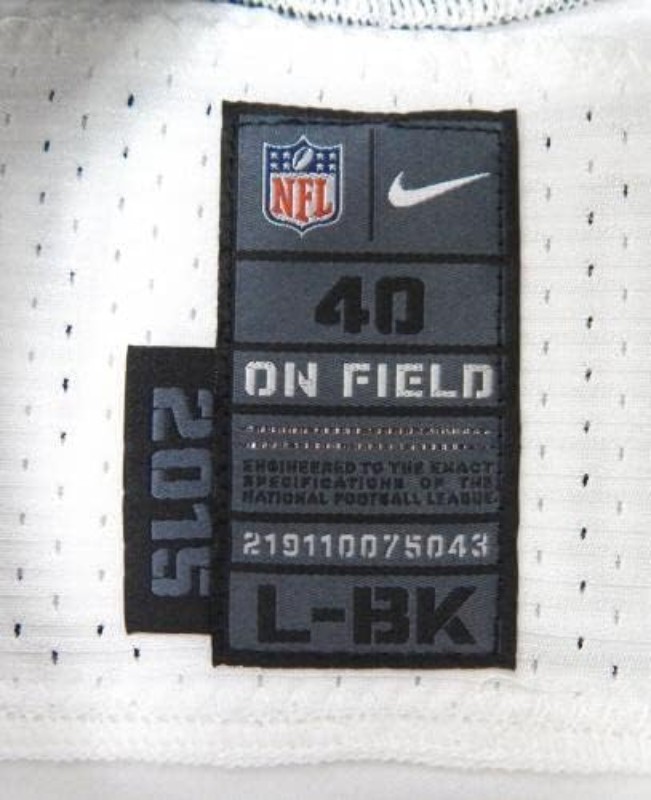 NFL
40
ON FIELD
ENGINEERED TO THE EXACT
SPECIFICATIONS OF THE
NATIONAL FOOTBALL LEAGUE.
219110075043
L-BK
2015